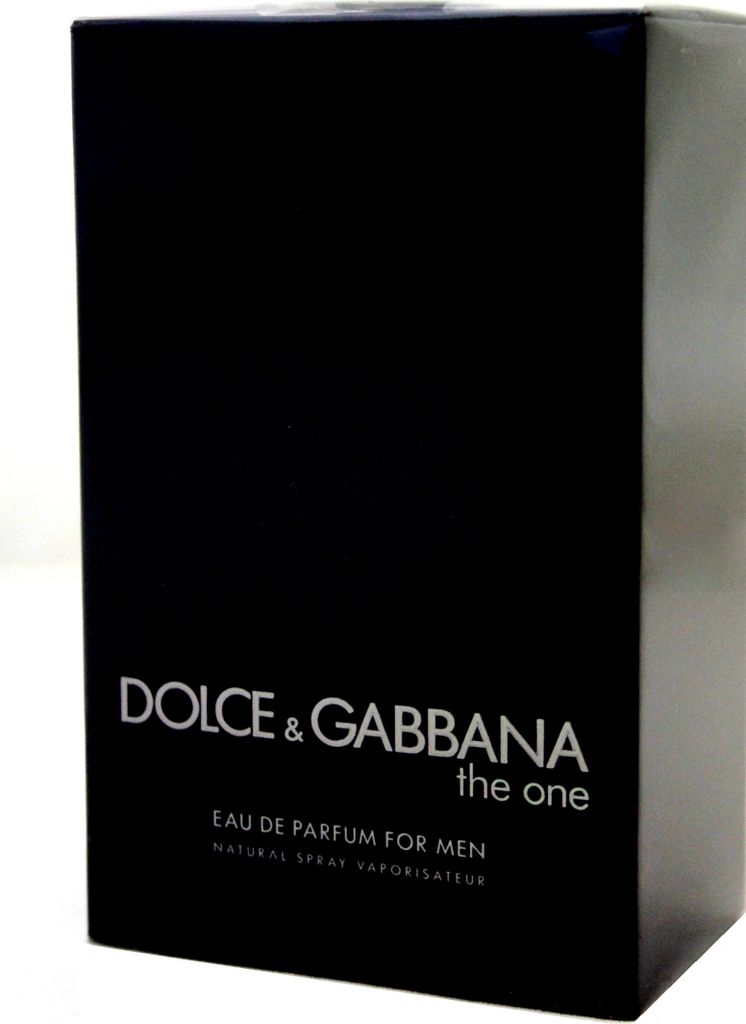 DOLCE & GABBANA
the one
EAU DE PARFUM FOR MEN
NATURAL SPRAY VAPORISATEUR